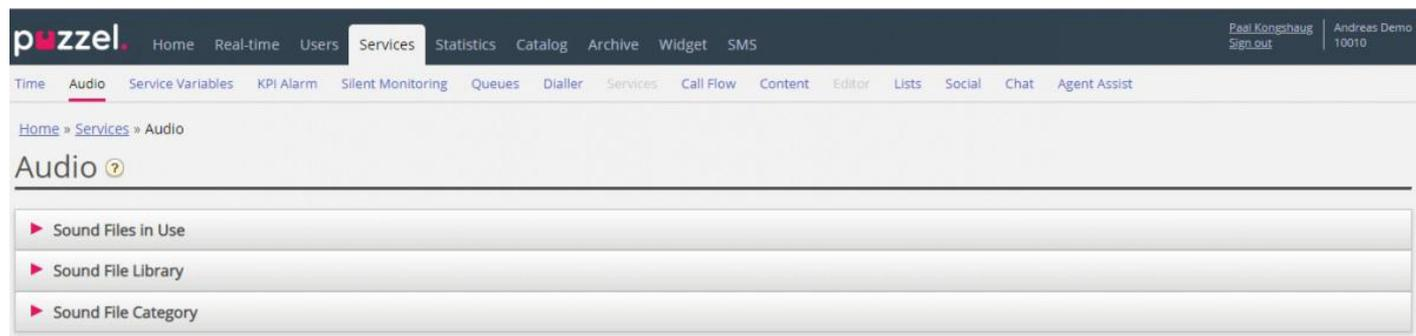 puzzel. Home Real-time Users Services Statistics Catalog Archive Widget SMS Paal Kongshaug Andreas Demo
Sign out 10010
Time Audio Service Variables KPI Alarm Silent Monitoring Queues Dialler Services Call Flow Content Editor Lists Social Chat Agent Assist
Home » Services » Audio
Audio ?
Sound Files in Use
Sound File Library
Sound File Category